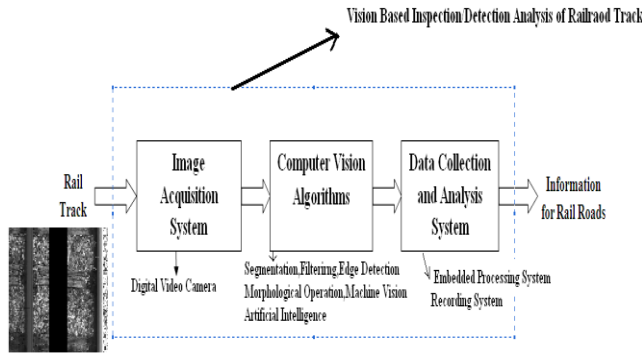 Vision Based Inspection/Detection Analysis of Railraod Track
Rail
Track
Image
Acquisition
System
Computer Vision
Algorithms
Data Collection
and Analysis
System
Information
for Rail Roads
Digital Video Camera
Segmentation,Filteriing,Edge Detection
Morphological Operation,Machine Vision
Artificial Intelligence
Embedded Processing System
Recording System